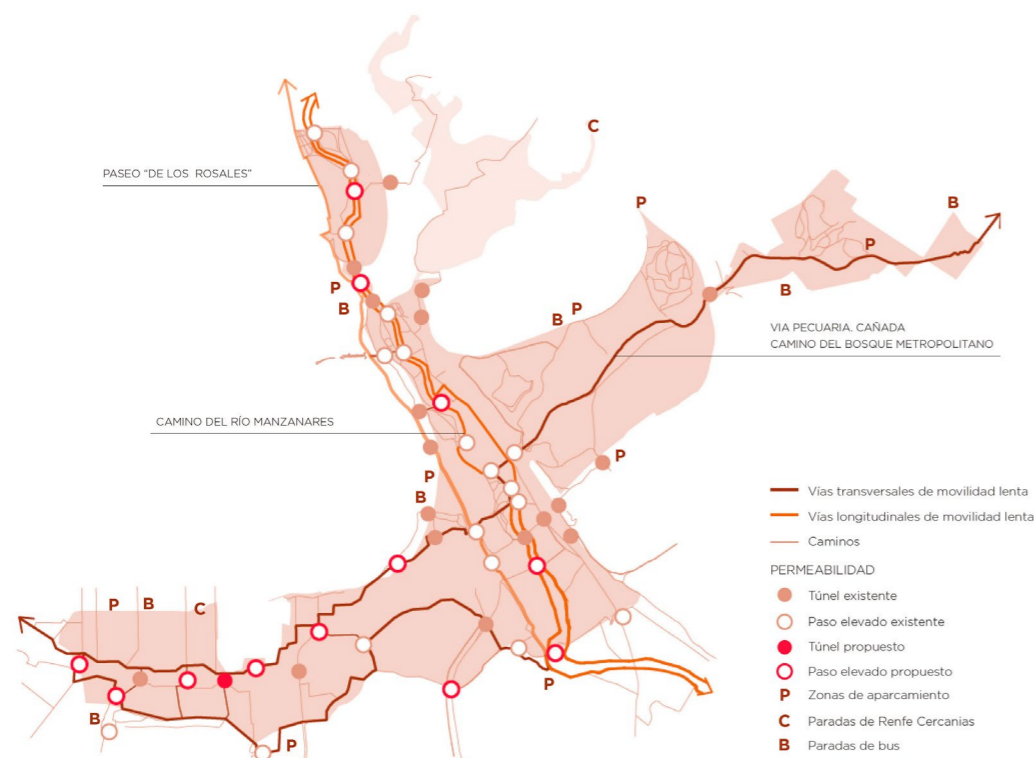 C
PASEO "DE LOS ROSALES"
P
B
P
P
B
B
P
B
P
VIA PECUARIA. CAÑADA
CAMINO DEL BOSQUE METROPOLITANO
CAMINO DEL RÍO MANZANARES
P
P
B
Vías transversales de movilidad lenta
Vías longitudinales de movilidad lenta
Caminos
PERMEABILIDAD
Túnel existente
Paso elevado existente
Túnel propuesto
Paso elevado propuesto
P Zonas de aparcamiento
C Paradas de Renfe Cercanias
B Paradas de bus
P B C
P
B
P